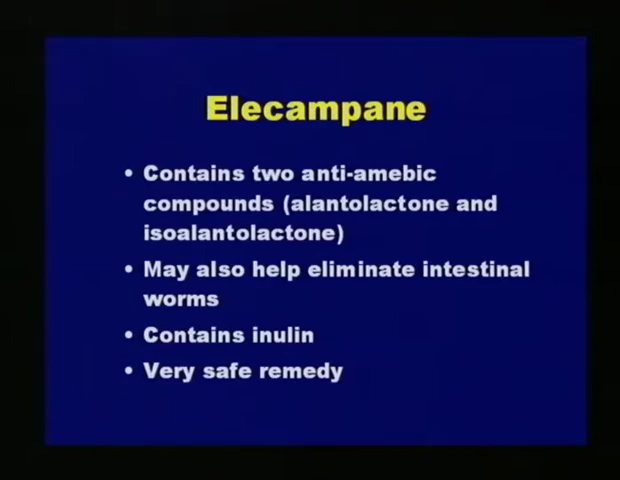 Elecampane
• Contains two anti-amebic
compounds (alantolactone and
isoalantolactone)
• May also help eliminate intestinal
worms
• Contains inulin
• Very safe remedy